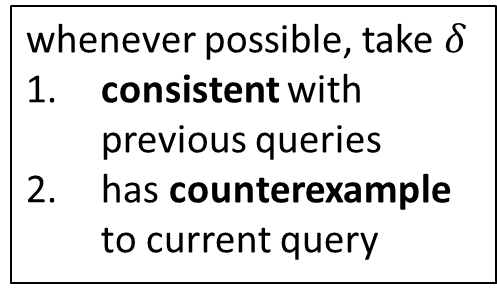 whenever possible, take δ
1. consistent with
previous queries
2. has counterexample
to current query